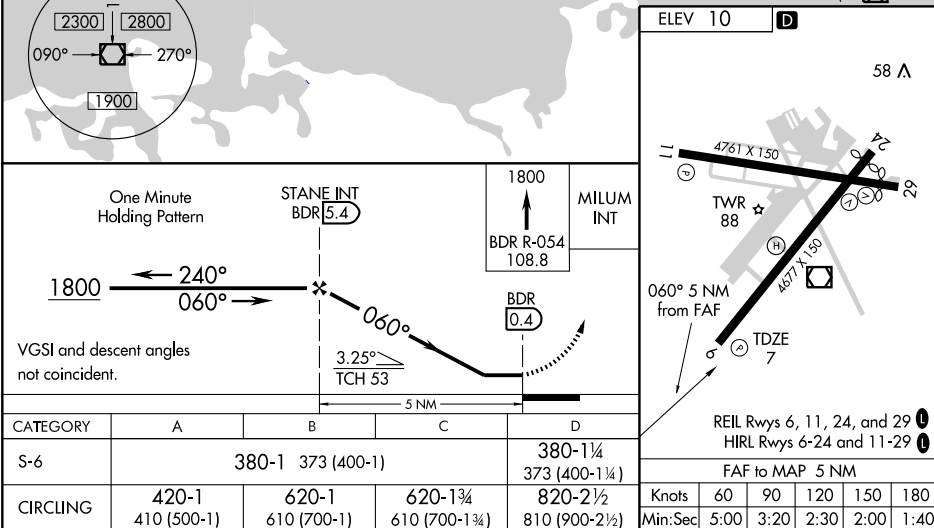 2300 2800
090° 270°
1900
One Minute
Holding Pattern
STANE INT
BDR 5.4
1800
240°
060°
060°
VGSI and descent angles
not coincident.
3.25°
TCH 53
5 NM
1800
BDR R-054
108.8
MILUM
INT
BDR
0.4
CATEGORY A B C D
S-6 380-1 373 (400-1) 380-1¼
373 (400-1¼)
CIRCLING 420-1 620-1 620-1¾ 820-2½
410 (500-1) 610 (700-1) 610 (700-1¾) 810 (900-2½)
ELEV 10 D
58
11
4761 X 150
24
29
P
TWR
88
V
A
H
4677 X 150
060° 5 NM
from FAF
6
P
TDZE
7
REIL Rwys 6, 11, 24, and 29 L
HIRL Rwys 6-24 and 11-29 L
FAF to MAP 5 NM
Knots 60 90 120 150 180
Min:Sec 5:00 3:20 2:30 2:00 1:40